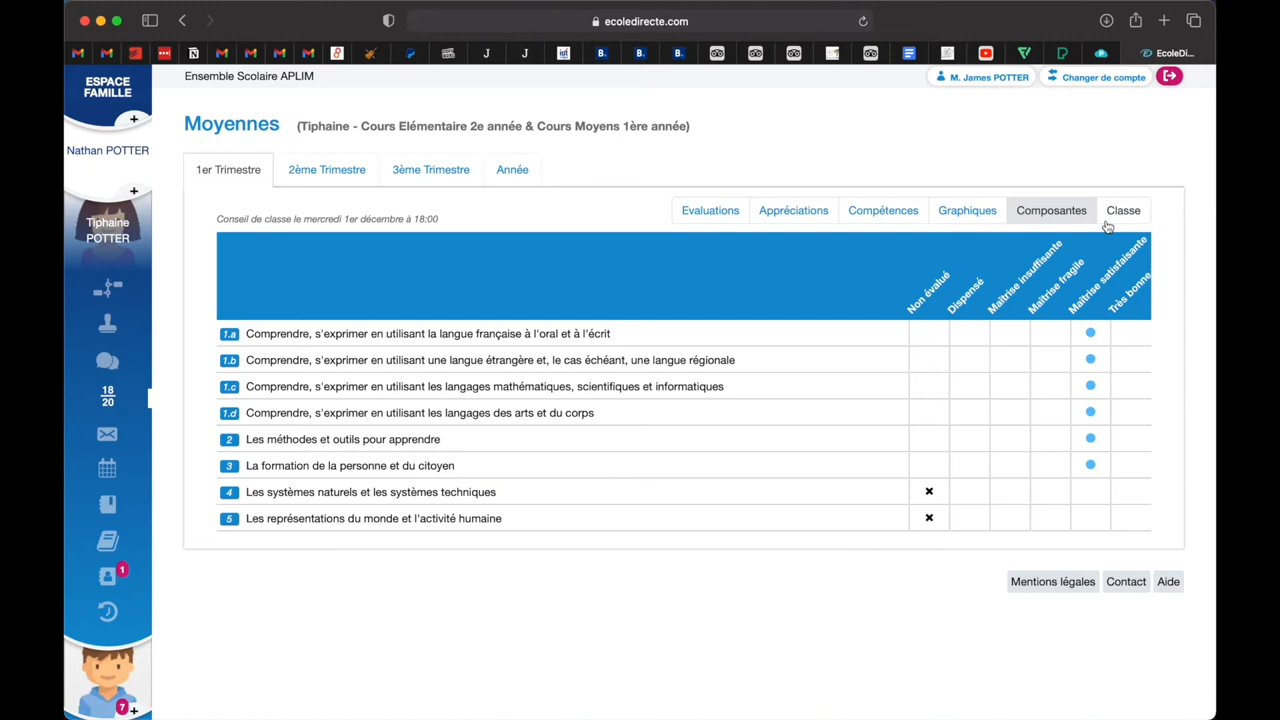 ecoledirecte.com
EcoleDi...
ESPACE
FAMILLE
Ensemble Scolaire APLIM
M. James POTTER
Changer de compte
Nathan POTTER
Tiphaine
POTTER
18
20
1
7
Moyennes (Tiphaine - Cours Elémentaire 2e année & Cours Moyens 1ère année)
1er Trimestre 2ème Trimestre 3ème Trimestre Année
Conseil de classe le mercredi 1er décembre à 18:00
Evaluations Appréciations Compétences Graphiques Composantes Classe
Non évalué Dispensé Maîtrise insuffisante Maîtrise fragile Maîtrise satisfaisante Très bonne
1.a Comprendre, s'exprimer en utilisant la langue française à l'oral et à l'écrit
1.b Comprendre, s'exprimer en utilisant une langue étrangère et, le cas échéant, une langue régionale
1.c Comprendre, s'exprimer en utilisant les langages mathématiques, scientifiques et informatiques
1.d Comprendre, s'exprimer en utilisant les langages des arts et du corps
2 Les méthodes et outils pour apprendre
3 La formation de la personne et du citoyen
4 Les systèmes naturels et les systèmes techniques
5 Les représentations du monde et l'activité humaine
Mentions légales Contact Aide